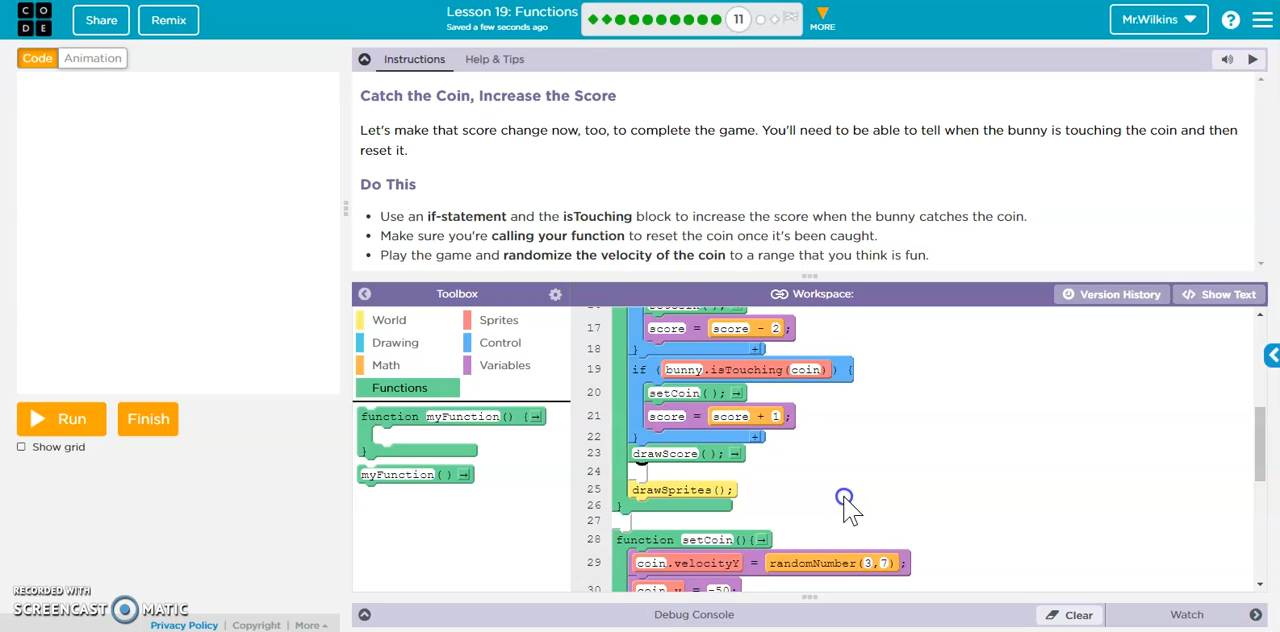 C O
D E
Share
Remix
Lesson 19: Functions
Saved a few seconds ago
11
MORE
Mr.Wilkins
?
Code
Animation
Instructions
Help & Tips
Catch the Coin, Increase the Score
Let's make that score change now, too, to complete the game. You'll need to be able to tell when the bunny is touching the coin and then
reset it.
Do This
• Use an if-statement and the isTouching block to increase the score when the bunny catches the coin.
• Make sure you're calling your function to reset the coin once it's been caught.
• Play the game and randomize the velocity of the coin to a range that you think is fun.
Toolbox
Workspace:
Version History
Show Text
World
Sprites
Drawing
Control
Math
Variables
Functions
function myFunction() {
}
myFunction()
17 score = score - 2;
18 }
19 if ( bunny.isTouching(coin) ) {
20 setCoin();
21 score = score + 1;
22 }
23 drawScore();
24
25 drawSprites();
26 }
27
28 function setCoin(){
29 coin.velocityY = randomNumber(3,7);
30 coin.y = -50;
Run
Finish
Show grid
RECORDED WITH
SCREENCAST MATIC
Privacy Policy | Copyright | More
Debug Console
Clear
Watch